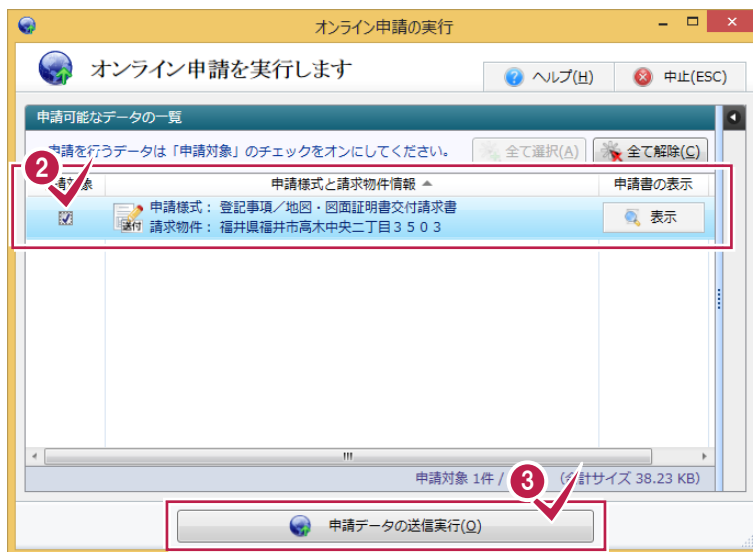 オンライン申請の実行
オンライン申請を実行します
ヘルプ(H)
中止(ESC)
申請可能なデータの一覧
申請を行うデータは「申請対象」のチェックをオンにしてください。
全て選択(A)
全て解除(C)
2
申請様式と請求物件情報
申請書の表示
送付
申請様式: 登記事項/地図・図面証明書交付請求書
請求物件: 福井県福井市高木中央二丁目3503
表示
申請対象 1件 /
サイズ 38.23 KB)
3
申請データの送信実行(O)